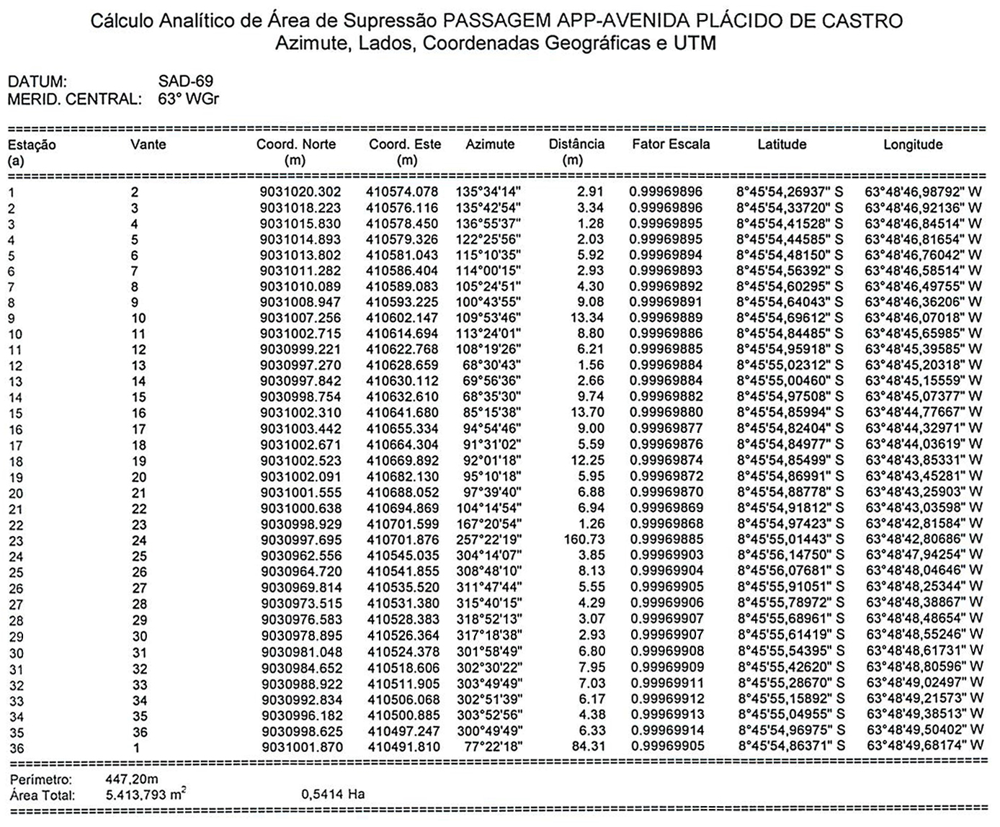 Cálculo Analítico de Área de Supressão PASSAGEM APP-AVENIDA PLÁCIDO DE CASTRO
Azimute, Lados, Coordenadas Geográficas e UTM
DATUM: SAD-69
MERID. CENTRAL: 63° WGr
================================================================
Estação Vante Coord. Norte Coord. Este Azimute Distância Fator Escala Latitude Longitude
(a) (m) (m) (m)
================================================================
1 2 9031020.302 410574.078 135°34'14" 2.91 0.99969896 8°45'54,26937" S 63°48'46,98792" W
2 3 9031018.223 410576.116 135°42'54" 3.34 0.99969896 8°45'54,33720" S 63°48'46,92136" W
3 4 9031015.830 410578.450 136°55'37" 1.28 0.99969895 8°45'54,41528" S 63°48'46,84514" W
4 5 9031014.893 410579.326 122°25'56" 2.03 0.99969895 8°45'54,44585" S 63°48'46,81654" W
5 6 9031013.802 410581.043 115°10'35" 5.92 0.99969894 8°45'54,48150" S 63°48'46,76042" W
6 7 9031011.282 410586.404 114°00'15" 2.93 0.99969893 8°45'54,56392" S 63°48'46,58514" W
7 8 9031010.089 410589.083 105°24'51" 4.30 0.99969892 8°45'54,60295" S 63°48'46,49755" W
8 9 9031008.947 410593.225 100°43'55" 9.08 0.99969891 8°45'54,64043" S 63°48'46,36206" W
9 10 9031007.256 410602.147 109°53'46" 13.34 0.99969889 8°45'54,69612" S 63°48'46,07018" W
10 11 9031002.715 410614.694 113°24'01" 8.80 0.99969886 8°45'54,84485" S 63°48'45,65985" W
11 12 9030999.221 410622.768 108°19'26" 6.21 0.99969885 8°45'54,95918" S 63°48'45,39585" W
12 13 9030997.270 410628.659 68°30'43" 1.56 0.99969884 8°45'55,02312" S 63°48'45,20318" W
13 14 9030997.842 410630.112 69°56'36" 2.66 0.99969884 8°45'55,00460" S 63°48'45,15559" W
14 15 9030998.754 410632.610 68°35'30" 9.74 0.99969882 8°45'54,97508" S 63°48'45,07377" W
15 16 9031002.310 410641.680 85°15'38" 13.70 0.99969880 8°45'54,85994" S 63°48'44,77667" W
16 17 9031003.442 410655.334 94°54'46" 9.00 0.99969877 8°45'54,82404" S 63°48'44,32971" W
17 18 9031002.671 410664.304 91°31'02" 5.59 0.99969876 8°45'54,84977" S 63°48'44,03619" W
18 19 9031002.523 410669.892 92°01'18" 12.25 0.99969874 8°45'54,85499" S 63°48'43,85331" W
19 20 9031002.091 410682.130 95°10'18" 5.95 0.99969872 8°45'54,86991" S 63°48'43,45281" W
20 21 9031001.555 410688.052 97°39'40" 6.88 0.99969870 8°45'54,88778" S 63°48'43,25903" W
21 22 9031000.638 410694.869 104°14'54" 6.94 0.99969869 8°45'54,91812" S 63°48'43,03598" W
22 23 9030998.929 410701.599 167°20'54" 1.26 0.99969868 8°45'54,97423" S 63°48'42,81584" W
23 24 9030997.695 410701.876 257°22'19" 160.73 0.99969885 8°45'55,01443" S 63°48'42,80686" W
24 25 9030962.556 410545.035 304°14'07" 3.85 0.99969903 8°45'56,14750" S 63°48'47,94254" W
25 26 9030964.720 410541.855 308°48'10" 8.13 0.99969904 8°45'56,07681" S 63°48'48,04646" W
26 27 9030969.814 410535.520 311°47'44" 5.55 0.99969905 8°45'55,91051" S 63°48'48,25344" W
27 28 9030973.515 410531.380 315°40'15" 4.29 0.99969906 8°45'55,78972" S 63°48'48,38867" W
28 29 9030976.583 410528.383 318°52'13" 3.07 0.99969907 8°45'55,68961" S 63°48'48,48654" W
29 30 9030978.895 410526.364 317°18'38" 2.93 0.99969907 8°45'55,61419" S 63°48'48,55246" W
30 31 9030981.048 410524.378 301°58'49" 6.80 0.99969908 8°45'55,54395" S 63°48'48,61731" W
31 32 9030984.652 410518.606 302°30'22" 7.95 0.99969909 8°45'55,42620" S 63°48'48,80596" W
32 33 9030988.922 410511.905 303°49'49" 7.03 0.99969911 8°45'55,28670" S 63°48'49,02497" W
33 34 9030992.834 410506.068 302°51'39" 6.17 0.99969912 8°45'55,15892" S 63°48'49,21573" W
34 35 9030996.182 410500.885 303°52'56" 4.38 0.99969913 8°45'55,04955" S 63°48'49,38513" W
35 36 9030998.625 410497.247 300°49'49" 6.33 0.99969914 8°45'54,96975" S 63°48'49,50402" W
36 1 9031001.870 410491.810 77°22'18" 84.31 0.99969905 8°45'54,86371" S 63°48'49,68174" W
================================================================
Perímetro: 447,20m
Área Total: 5.413,793 m² 0,5414 Ha
================================================================